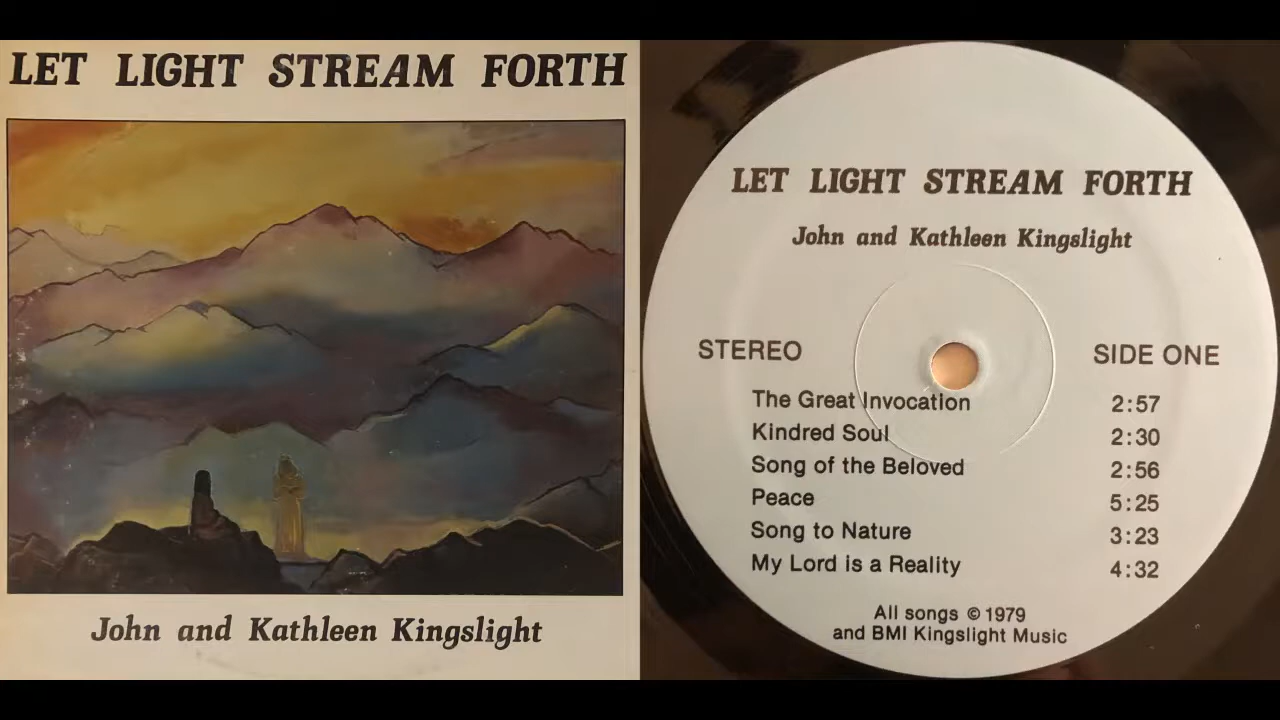 LET LIGHT STREAM FORTH
John and Kathleen Kingslight
LET LIGHT STREAM FORTH
John and Kathleen Kingslight
STEREO
SIDE ONE
The Great Invocation 2:57
Kindred Soul 2:30
Song of the Beloved 2:56
Peace 5:25
Song to Nature 3:23
My Lord is a Reality 4:32
All songs © 1979
and BMI Kingslight Music